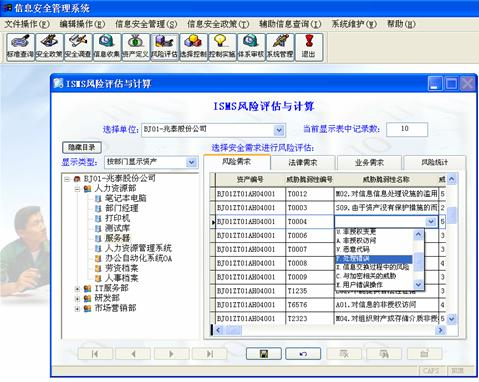 信息安全管理系统
文件操作(F) 编辑操作(E) 信息安全管理(S) 信息安全政策(T) 辅助信息查询(I) 系统维护(W) 帮助(H)
标准查询 安全政策 安全调查 信息收集 资产定义 风险评估 选择控制 控制实施 体系审核 系统管理 退出
ISMS风险评估与计算
ISMS风险评估与计算
选择单位: BJ01-兆泰股份公司 当前显示表中记录数: 10
隐藏目录 选择安全需求进行风险评估:
显示类型: 按部门显示资产 风险需求 法律需求 业务需求 风险统计
BJ01-兆泰股份公司
人力资源部
笔记本电脑
部门经理
打印机
测试库
服务器
人力资源管理系统
办公自动化系统OA
劳资档案
人事档案
IT服务部
研发部
市场营销部
资产编号 威胁脆弱性编号 威胁脆弱性名称 威
BJ01ZT01AH04001 T0012 M02.对信息信息处理设施的滥用 5
BJ01ZT01AH04001 T0003 S09.由于资产没有保护措施的而 2
BJ01ZT01AH04001 T0004 5
BJ01ZT01AH04001 T0006
BJ01ZT01AH04001 T0007
BJ01ZT01AH04001 T0008
BJ01ZT01AH04001 T0009
BJ01ZT01AH04001 T1235
BJ01ZT01AH04001 T6576 A01.对信息的非授权访问 4
BJ01ZT01AH04001 T2323 M04.对组织财产或存储介质非授 5
U.非授权变更
A.非授权访问
V.恶意代码
P.处理错误
I.信息交换过程中的风险
C.与加密相关的威胁
E.用户错误操作
CAPS NUM